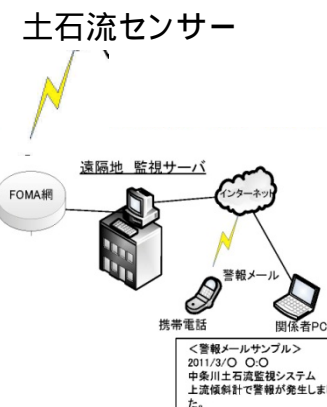 土石流センサー
遠隔地 監視サーバ
FOMA網
インターネット
警報メール
携帯電話
関係者PC
＜警報メールサンプル＞
2011/3/○ ○:○
中条川土石流監視システム
上流傾斜計で警報が発生しま
た。